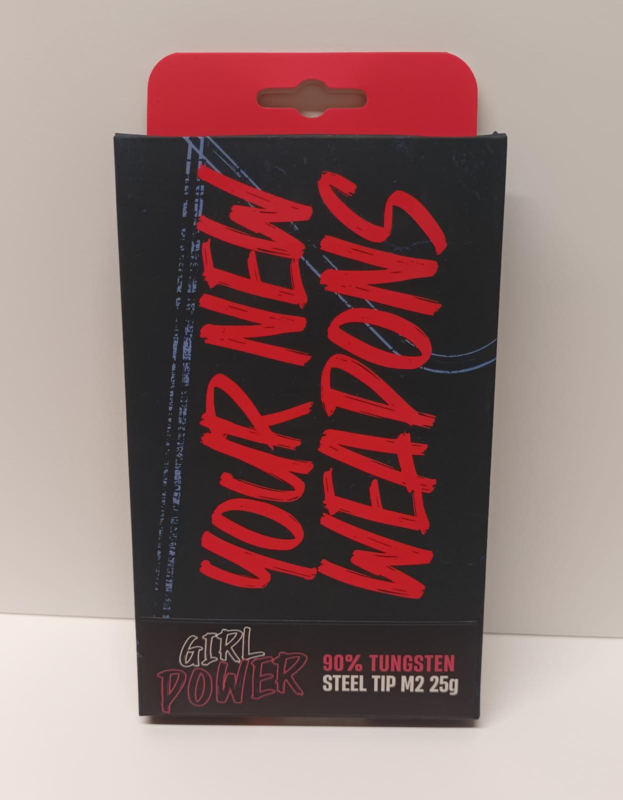 YOUR NEW
WEAPONS
GIRL
POWER
90% TUNGSTEN
STEEL TIP M2 25g